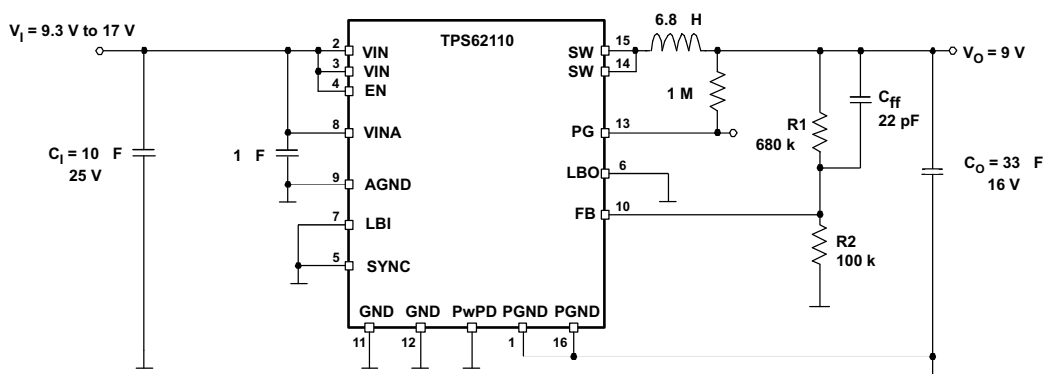 V_I = 9.3 V to 17 V
TPS62110
6.8 H
2 VIN
3 VIN
4 EN
8 VINA
9 AGND
7 LBI
5 SYNC
SW 15
SW 14
PG 13
LBO 6
FB 10
V_O = 9 V
1 M
C_ff
22 pF
R1
680 k
C_I = 10 F
25 V
1 F
C_O = 33 F
16 V
R2
100 k
GND GND PwPD PGND PGND
11 12 1 16